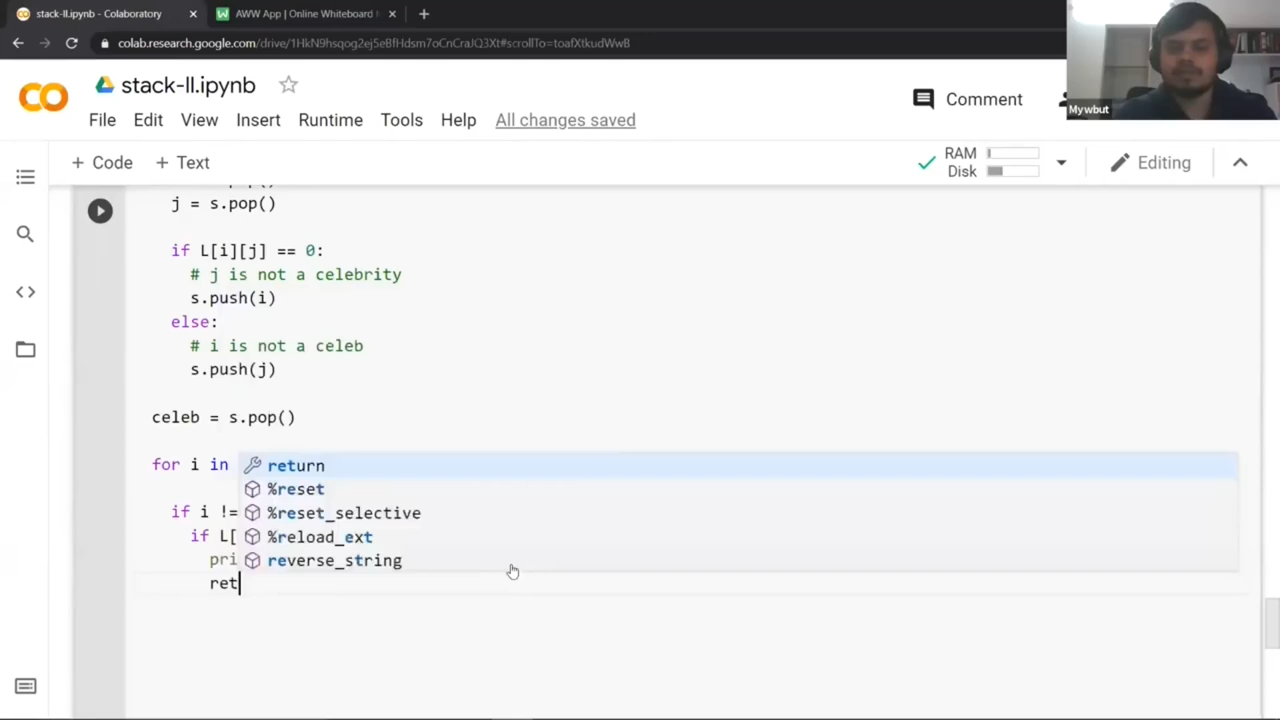 stack-ll.ipynb - Colaboratory
AWW App | Online Whiteboard
colab.research.google.com/drive/1HkN9hsqog2ej5eBfHdsm7oCnCraJQ3Xt#scrollTo=toafXtkudWwB
Mywbut
stack-ll.ipynb
Comment
File Edit View Insert Runtime Tools Help All changes saved
+ Code + Text
RAM
Disk
Editing
j = s.pop()
if L[i][j] == 0:
# j is not a celebrity
s.push(i)
else:
# i is not a celeb
s.push(j)
celeb = s.pop()
for i in
return
%reset
if i !=
%reset_selective
if L[
%reload_ext
pri
reverse_string
ret